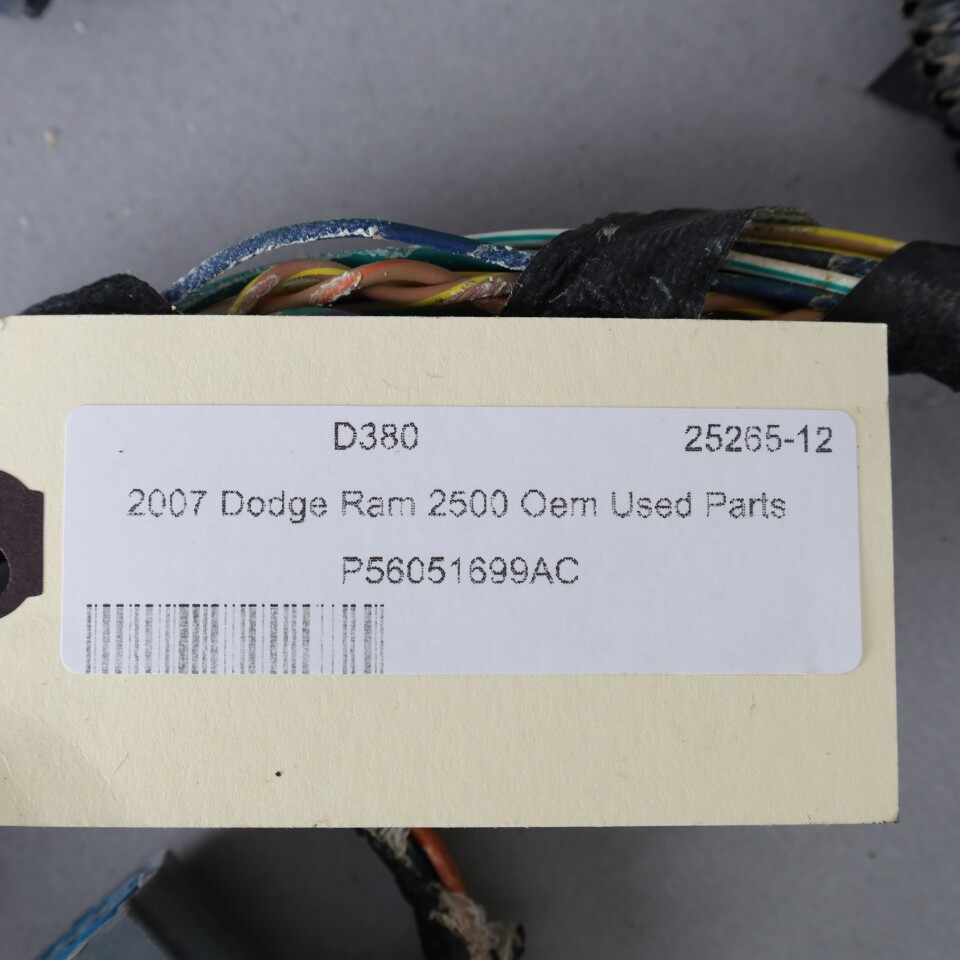 D380 25265-12
2007 Dodge Ram 2500 Oem Used Parts
P56051699AC